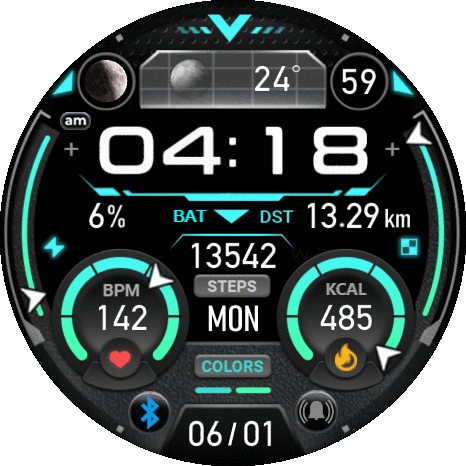 24°
59
am
04:18
6% BAT DST 13.29 km
13542
STEPS
BPM
142
MON
KCAL
485
COLORS
06/01